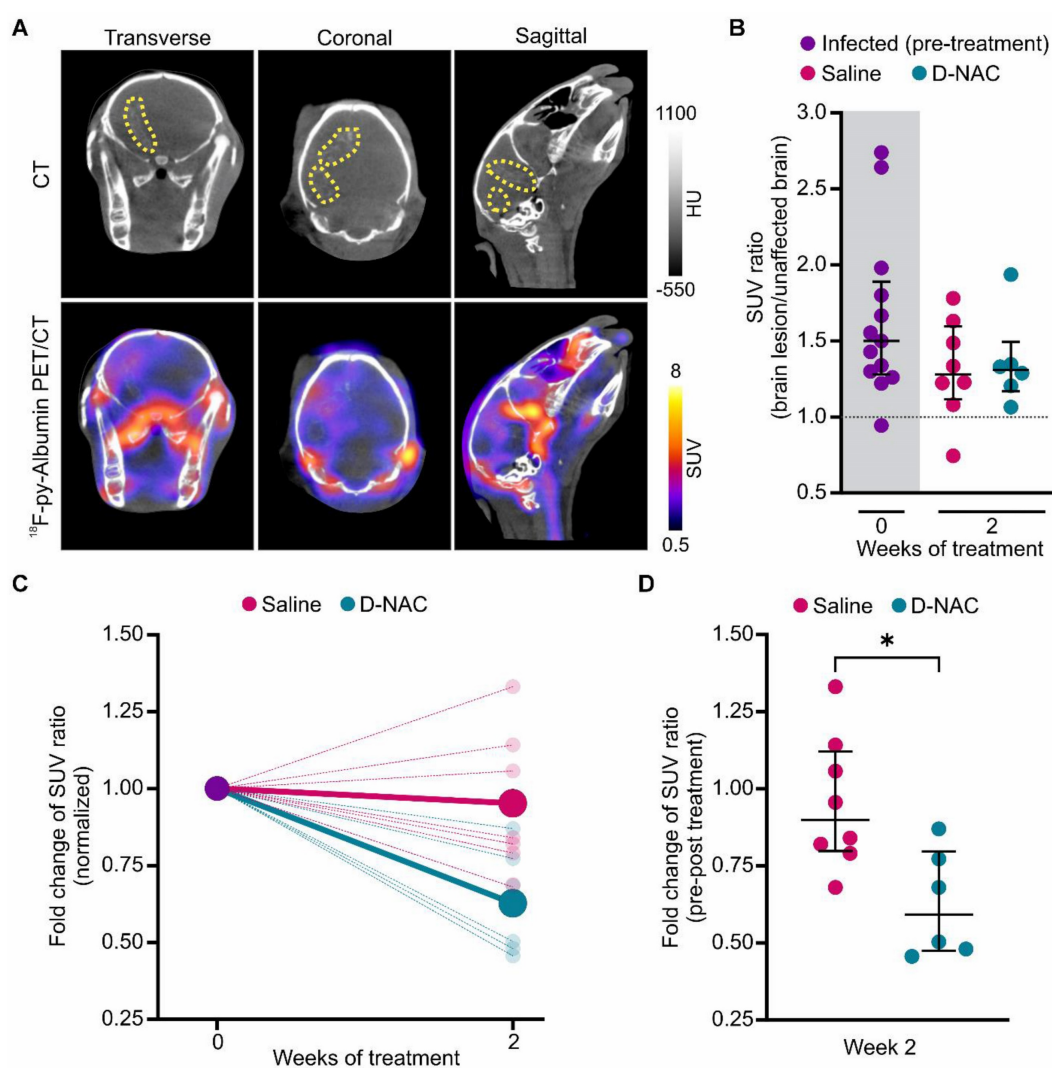 A
Transverse
Coronal
Sagittal
CT
1100
HU
-550
¹⁸F-py-Albumin PET/CT
8
SUV
0.5
B
Infected (pre-treatment)
Saline D-NAC
SUV ratio
(brain lesion/unaffected brain)
3.0
2.5
2.0
1.5
1.0
0.5
0 2
Weeks of treatment
C
Saline D-NAC
Fold change of SUV ratio
(normalized)
1.50
1.25
1.00
0.75
0.50
0.25
0 2
Weeks of treatment
D
Saline D-NAC
Fold change of SUV ratio
(pre-post treatment)
1.50
1.25
1.00
0.75
0.50
0.25
*
Week 2